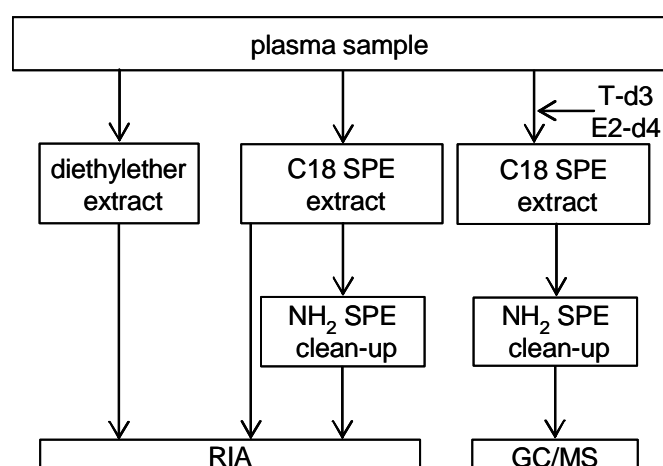 plasma sample
T-d3
E2-d4
diethylether
extract
C18 SPE
extract
C18 SPE
extract
NH₂ SPE
clean-up
NH₂ SPE
clean-up
RIA
GC/MS